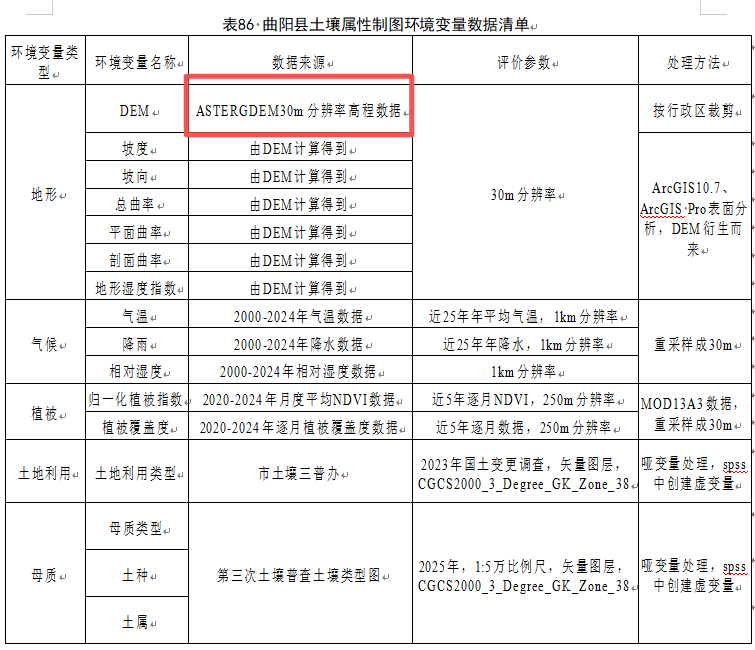 表86 曲阳县土壤属性制图环境变量数据清单
环境变量类
型
环境变量名称
数据来源
评价参数
处理方法
地形
DEM
ASTERGDEM30m分辨率高程数据
30m分辨率
按行政区裁剪
坡度
由DEM计算得到
ArcGIS10.7、
ArcGIS Pro表面分
析，DEM衍生而
来
坡向
由DEM计算得到
总曲率
由DEM计算得到
平面曲率
由DEM计算得到
剖面曲率
由DEM计算得到
地形湿度指数
由DEM计算得到
气候
气温
2000-2024年气温数据
近25年年平均气温，1km分辨率
重采样成30m
降雨
2000-2024年降水数据
近25年年降水，1km分辨率
相对湿度
2000-2024年相对湿度数据
1km分辨率
植被
归一化植被指数
2020-2024年月度平均NDVI数据
近5年逐月NDVI，250m分辨率
MOD13A3数据，
重采样成30m
植被覆盖度
2020-2024年逐月植被覆盖度数据
近5年逐月数据，250m分辨率
土地利用
土地利用类型
市土壤三普办
2023年国土变更调查，矢量图层，
CGCS2000_3_Degree_GK_Zone_38
哑变量处理，spss
中创建虚变量
母质
母质类型
第三次土壤普查土壤类型图
2025年，1:5万比例尺，矢量图层，
CGCS2000_3_Degree_GK_Zone_38
哑变量处理，spss
中创建虚变量
土种
土属